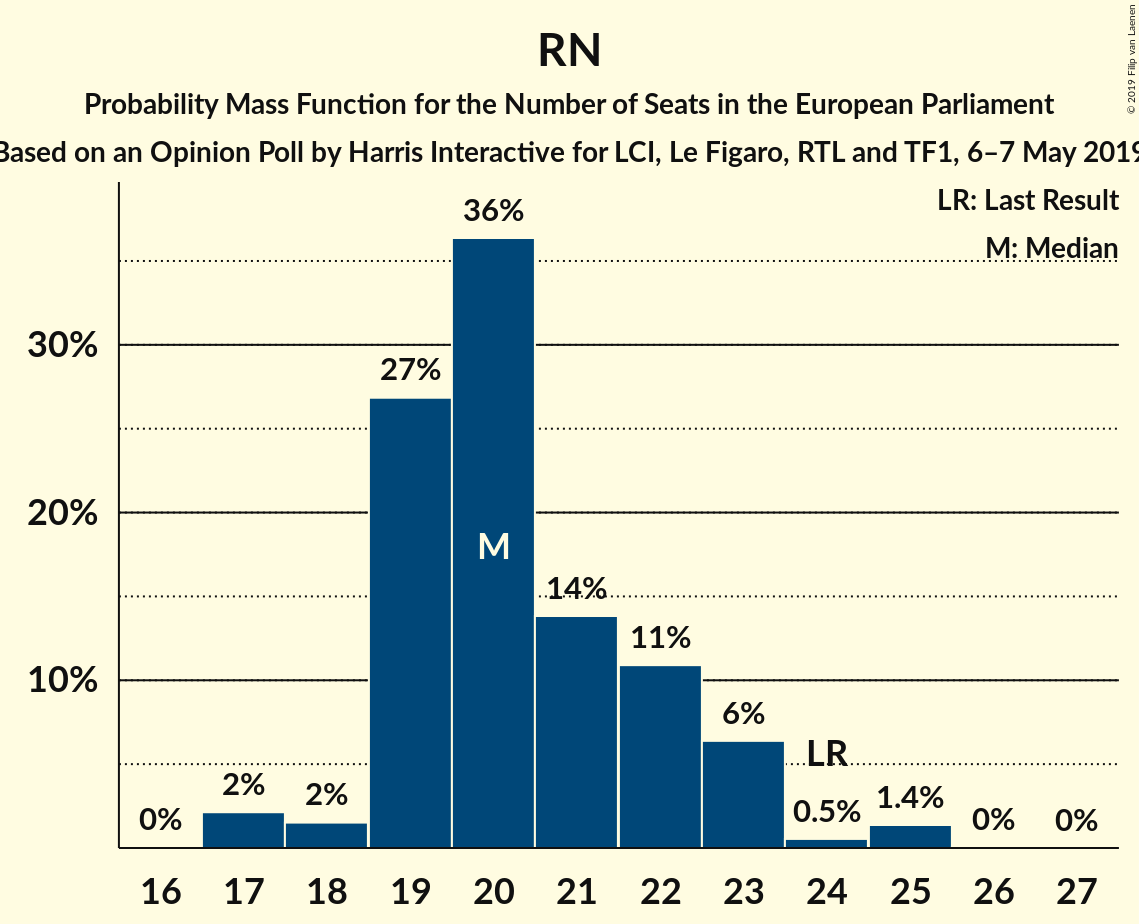 RN
Probability Mass Function for the Number of Seats in the European Parliament
Based on an Opinion Poll by Harris Interactive for LCI, Le Figaro, RTL and TF1, 6–7 May 2019
© 2019 Filip van Laenen
LR: Last Result
M: Median
36%
30%
27%
20%
M
14%
11%
10%
6%
LR
2%
2%
0%
0.5%
1.4%
0%
0%
16 17 18 19 20 21 22 23 24 25 26 27